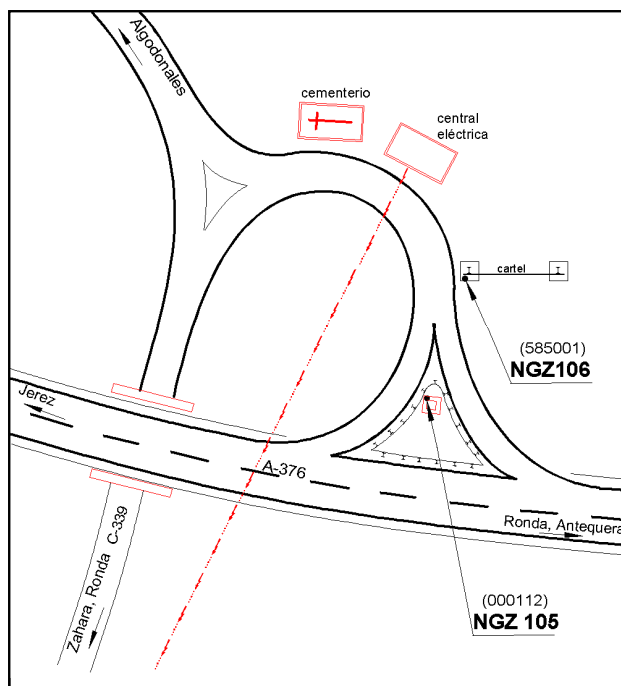 Algodonales
cementerio
central
eléctrica
cartel
(585001)
NGZ106
Jerez
A-376
Ronda, Antequera
Zahara, Ronda C-339
(000112)
NGZ 105